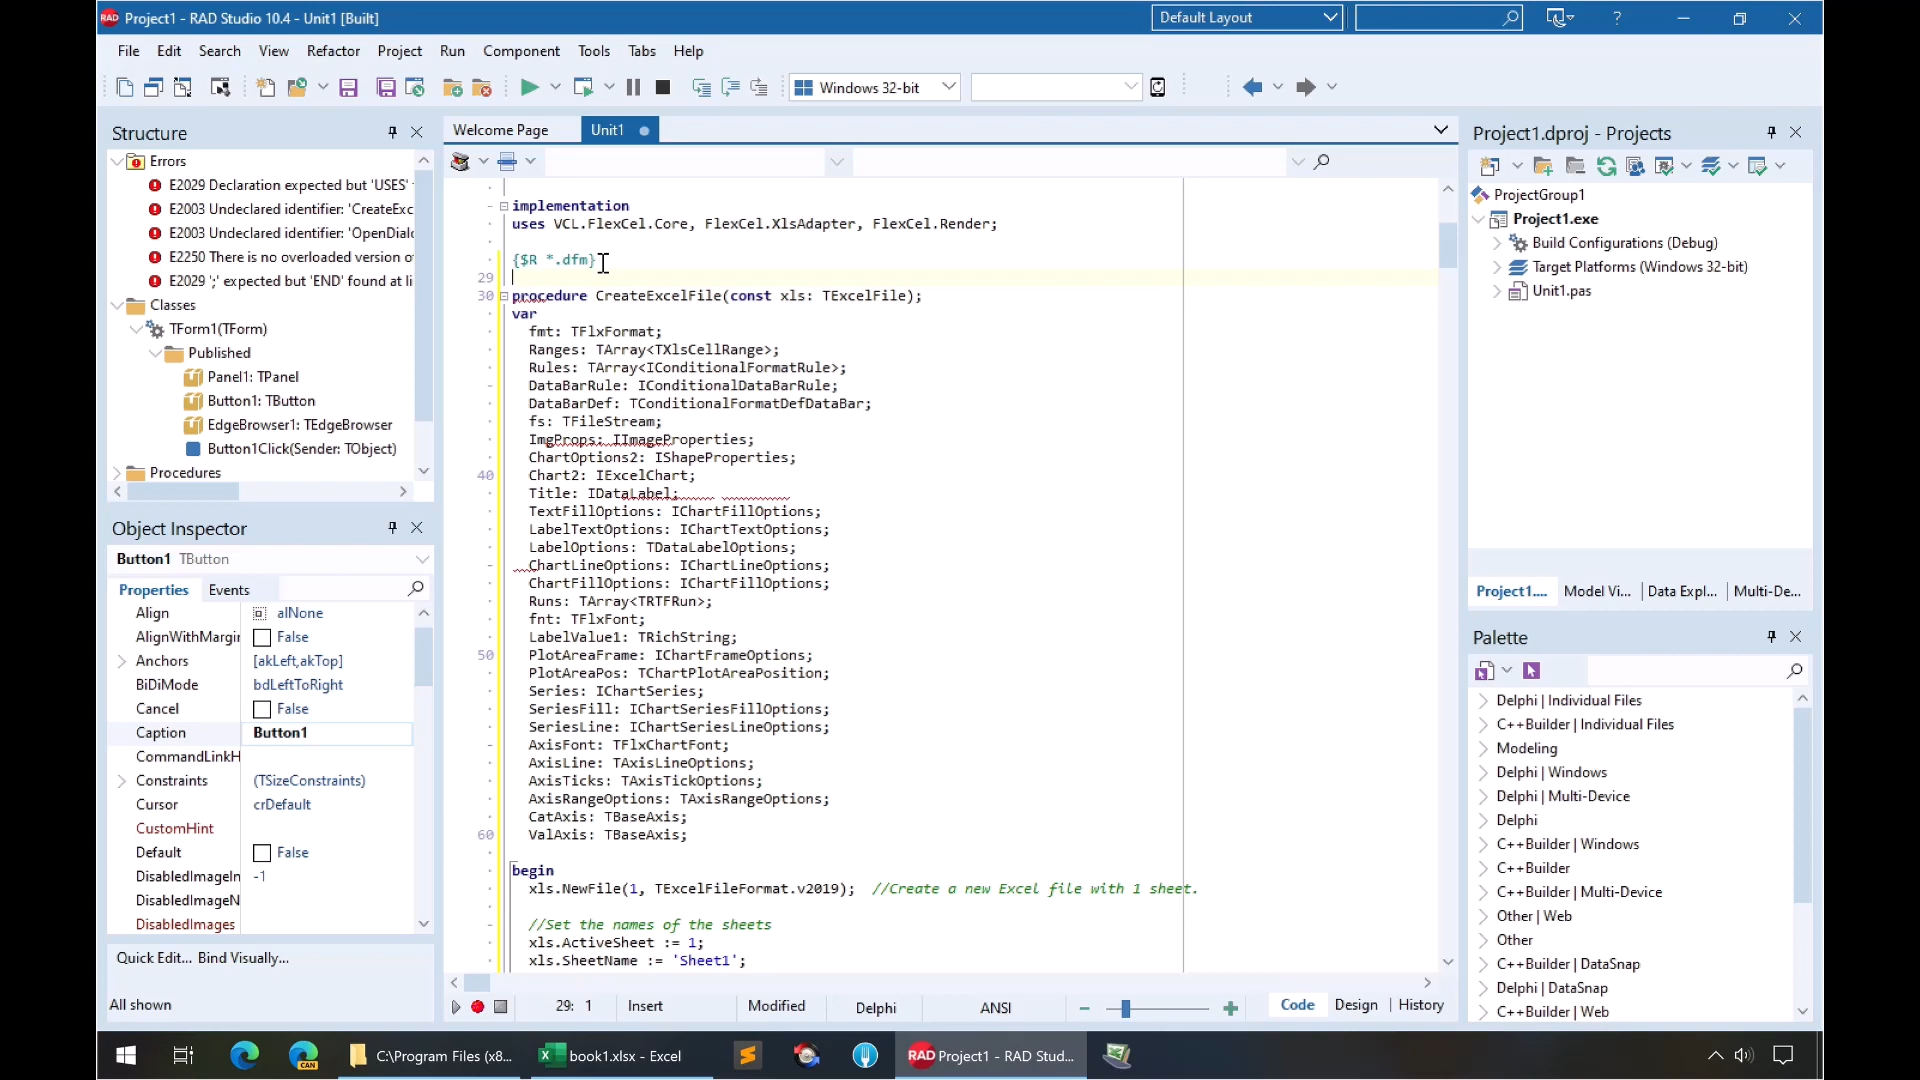 RAD Project1 - RAD Studio 10.4 - Unit1 [Built]
Default Layout
?
File Edit Search View Refactor Project Run Component Tools Tabs Help
Windows 32-bit
Structure
Errors
E2029 Declaration expected but 'USES'
E2003 Undeclared identifier: 'CreateExc
E2003 Undeclared identifier: 'OpenDialo
E2250 There is no overloaded version of
E2029 ';' expected but 'END' found at li
Classes
TForm1(TForm)
Published
Panel1: TPanel
Button1: TButton
EdgeBrowser1: TEdgeBrowser
Button1Click(Sender: TObject)
Procedures
Object Inspector
Button1 TButton
Properties Events
Align alNone
AlignWithMargin False
Anchors [akLeft,akTop]
BiDiMode bdLeftToRight
Cancel False
Caption Button1
CommandLinkH
Constraints (TSizeConstraints)
Cursor crDefault
CustomHint
Default False
DisabledImageIn -1
DisabledImageN
DisabledImages
Quick Edit... Bind Visually...
All shown
Welcome Page Unit1
implementation
uses VCL.FlexCel.Core, FlexCel.XlsAdapter, FlexCel.Render;
{$R *.dfm}
29
30 procedure CreateExcelFile(const xls: TExcelFile);
var
fmt: TFlxFormat;
Ranges: TArray<TXlsCellRange>;
Rules: TArray<IConditionalFormatRule>;
DataBarRule: IConditionalDataBarRule;
DataBarDef: TConditionalFormatDefDataBar;
fs: TFileStream;
ImgProps: IImageProperties;
ChartOptions2: IShapeProperties;
40 Chart2: IExcelChart;
Title: IDataLabel;
TextFillOptions: IChartFillOptions;
LabelTextOptions: IChartTextOptions;
LabelOptions: TDataLabelOptions;
ChartLineOptions: IChartLineOptions;
ChartFillOptions: IChartFillOptions;
Runs: TArray<TRTFRun>;
fnt: TFlxFont;
LabelValue1: TRichString;
50 PlotAreaFrame: IChartFrameOptions;
PlotAreaPos: TChartPlotAreaPosition;
Series: IChartSeries;
SeriesFill: IChartSeriesFillOptions;
SeriesLine: IChartSeriesLineOptions;
AxisFont: TFlxChartFont;
AxisLine: TAxisLineOptions;
AxisTicks: TAxisTickOptions;
AxisRangeOptions: TAxisRangeOptions;
CatAxis: TBaseAxis;
60 ValAxis: TBaseAxis;
begin
xls.NewFile(1, TExcelFileFormat.v2019); //Create a new Excel file with 1 sheet.
//Set the names of the sheets
xls.ActiveSheet := 1;
xls.SheetName := 'Sheet1';
29: 1 Insert Modified Delphi ANSI Code Design History
Project1.dproj - Projects
ProjectGroup1
Project1.exe
Build Configurations (Debug)
Target Platforms (Windows 32-bit)
Unit1.pas
Project1.... Model Vi... Data Expl... Multi-De...
Palette
Delphi | Individual Files
C++Builder | Individual Files
Modeling
Delphi | Windows
Delphi | Multi-Device
Delphi
C++Builder | Windows
C++Builder
C++Builder | Multi-Device
Other | Web
Other
C++Builder | DataSnap
Delphi | DataSnap
C++Builder | Web
CAN C:\Program Files (x8... book1.xlsx - Excel RAD Project1 - RAD Stud...